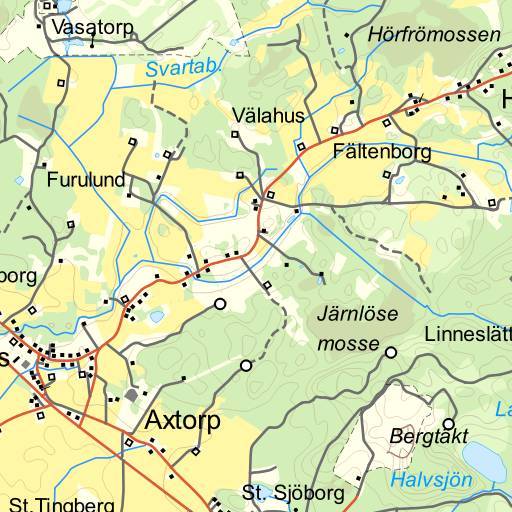 Vasatorp
Hörfrömossen
Svartab.
Välahus
H
Fältenborg
Furulund
borg
Järnlöse
mosse
Linneslätt
s
Axtorp
Bergtäkt
Halvsjön
St. Sjöborg
St.Tingberg